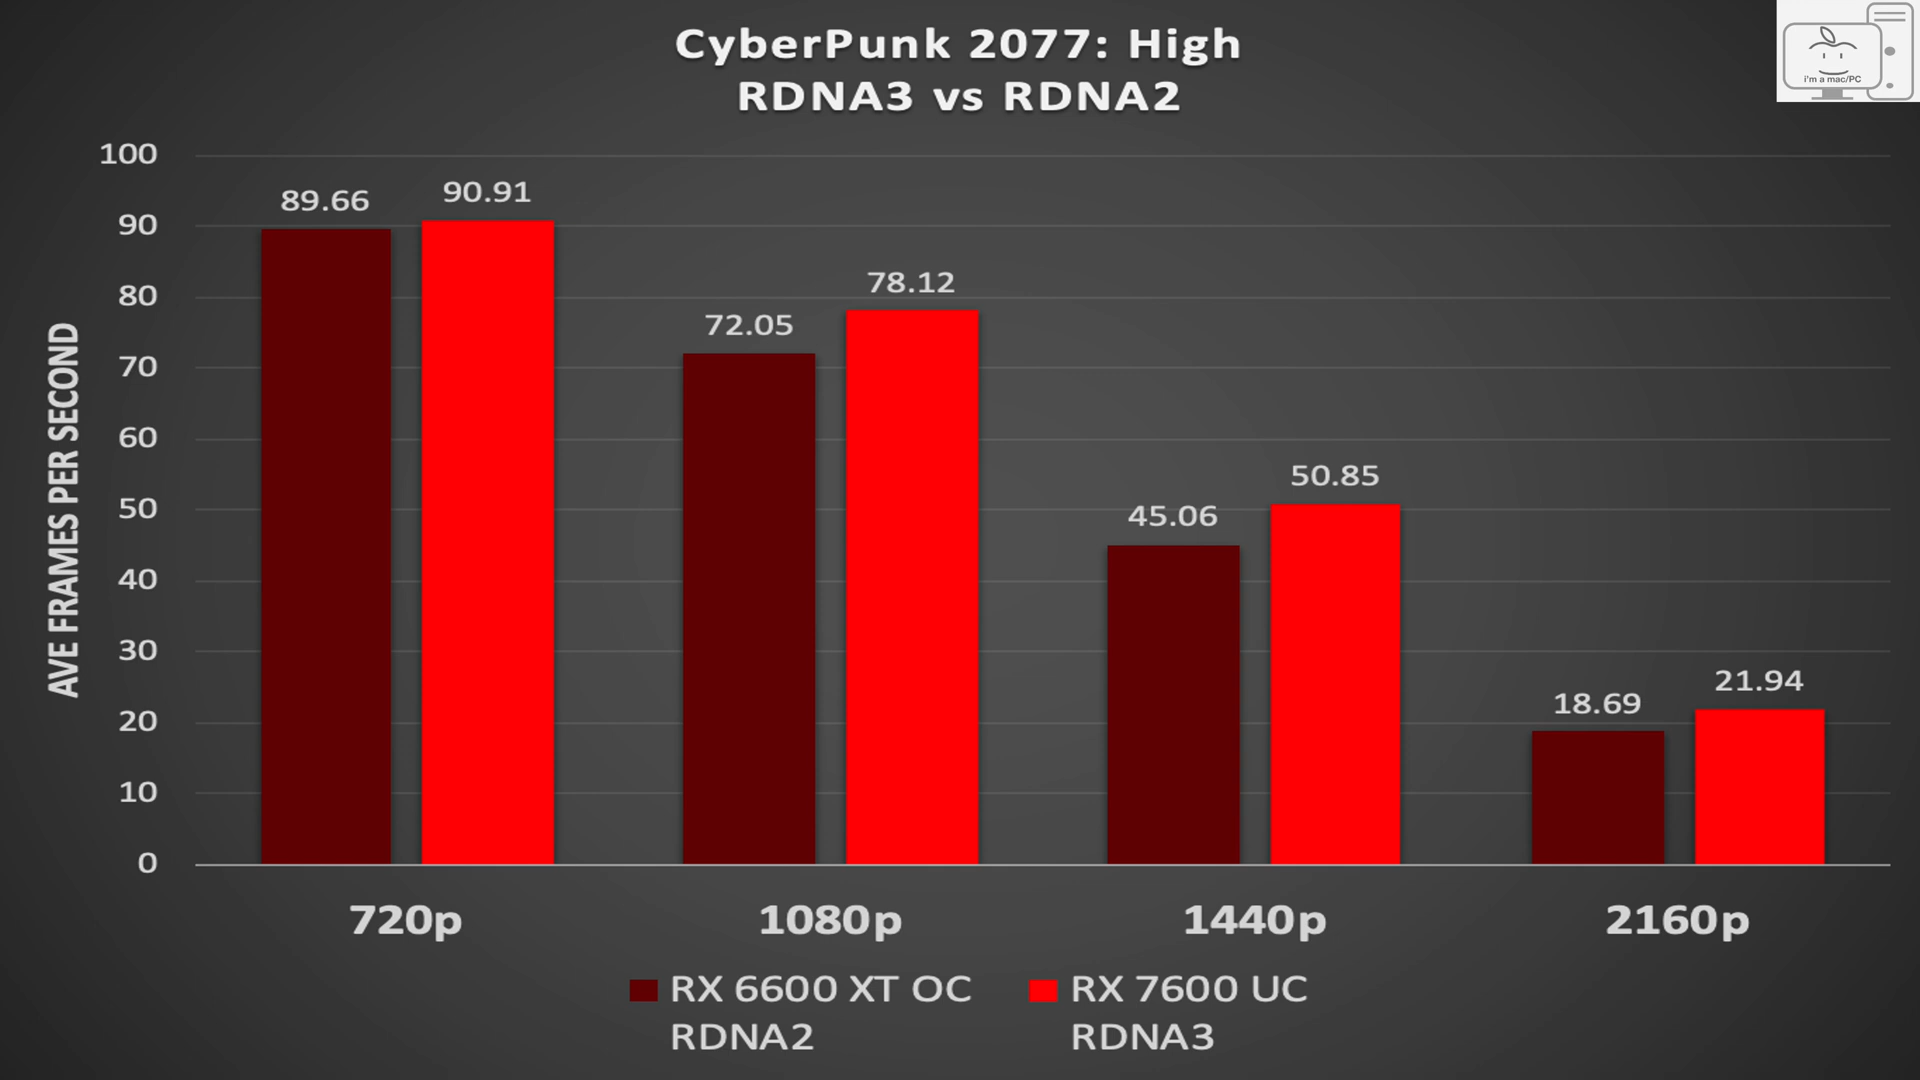 CyberPunk 2077: High
RDNA3 vs RDNA2
i'm a mac/PC
AVE FRAMES PER SECOND
100
90
80
70
60
50
40
30
20
10
0
89.66
90.91
72.05
78.12
45.06
50.85
18.69
21.94
720p
1080p
1440p
2160p
RX 6600 XT OC
RDNA2
RX 7600 UC
RDNA3